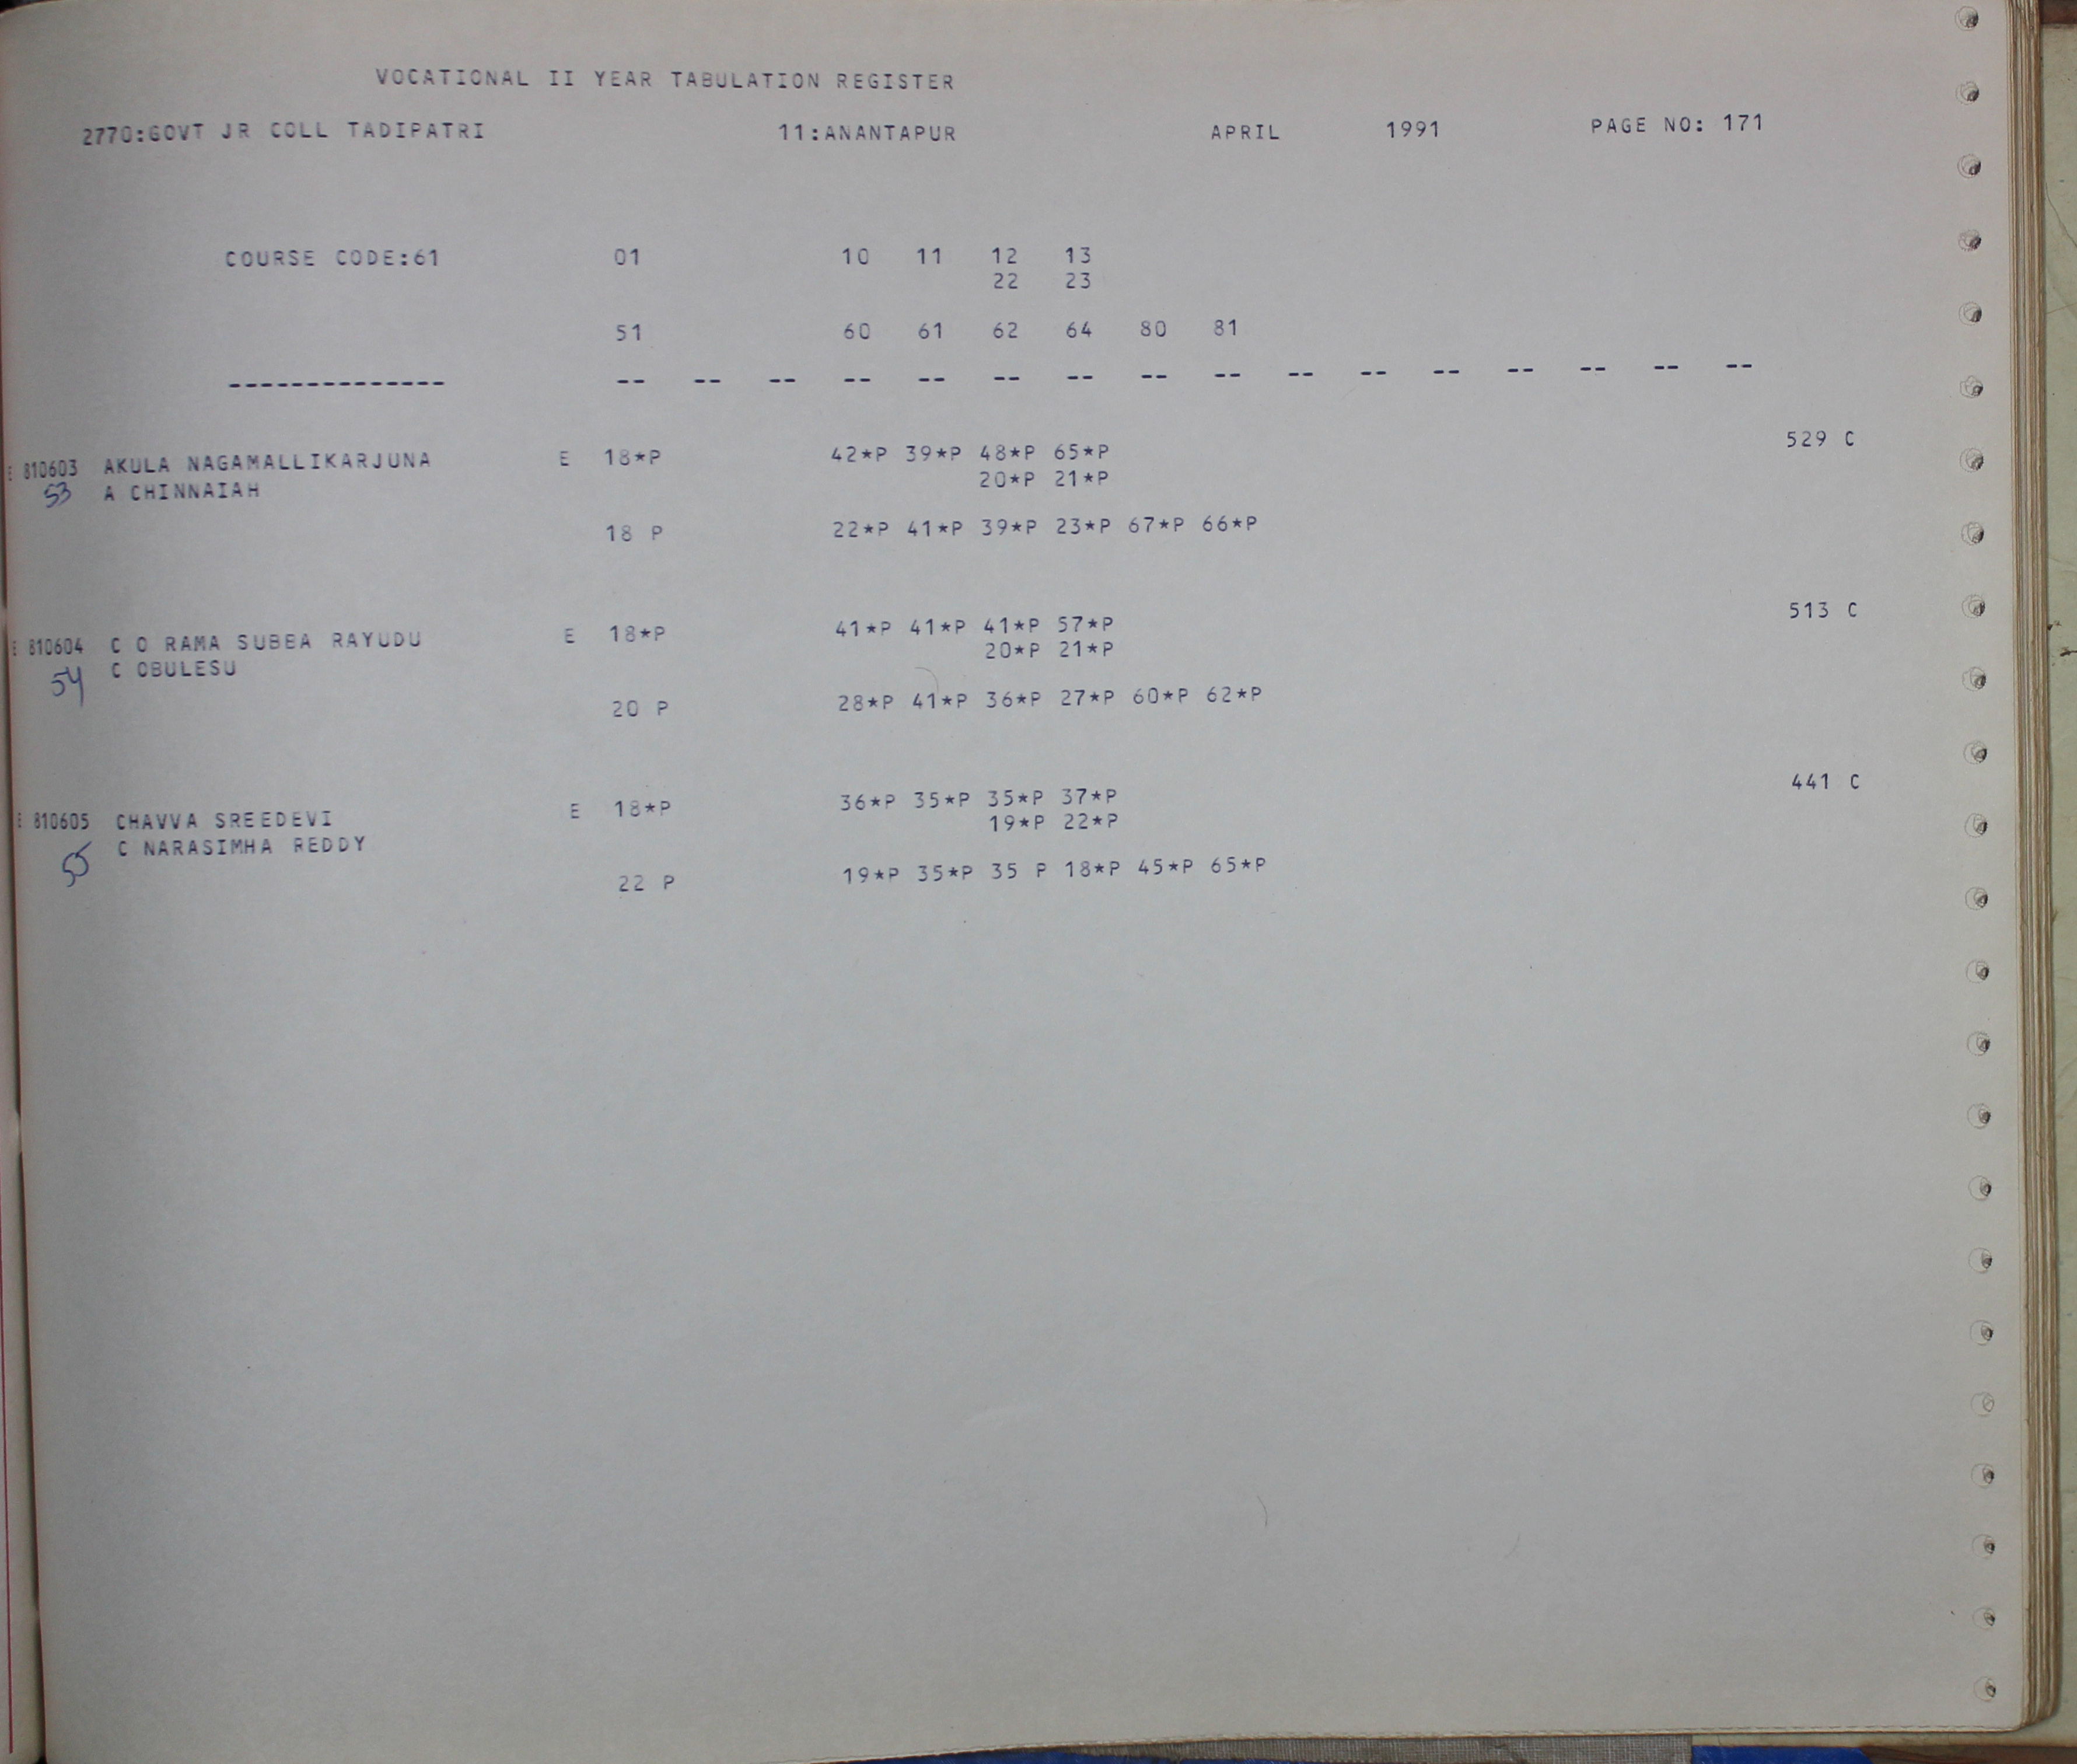 VOCATIONAL II YEAR TABULATION REGISTER
2770:GOVT JR COLL TADIPATRI 11:ANANTAPUR APRIL 1991 PAGE NO: 171
COURSE CODE:61 01 10 11 12 13
22 23
51 60 61 62 64 80 81
-------------- -- -- -- -- -- -- -- -- -- -- -- -- -- -- -- --
E 810603 AKULA NAGAMALLIKARJUNA E 18*P 42*P 39*P 48*P 65*P 529 C
53 A CHINNAIAH 20*P 21*P
18 P 22*P 41*P 39*P 23*P 67*P 66*P
E 810604 C O RAMA SUBBA RAYUDU E 18*P 41*P 41*P 41*P 57*P 513 C
54 C OBULESU 20*P 21*P
20 P 28*P 41*P 36*P 27*P 60*P 62*P
E 810605 CHAVVA SREEDEVI E 18*P 36*P 35*P 35*P 37*P 441 C
55 C NARASIMHA REDDY 19*P 22*P
22 P 19*P 35*P 35 P 18*P 45*P 65*P